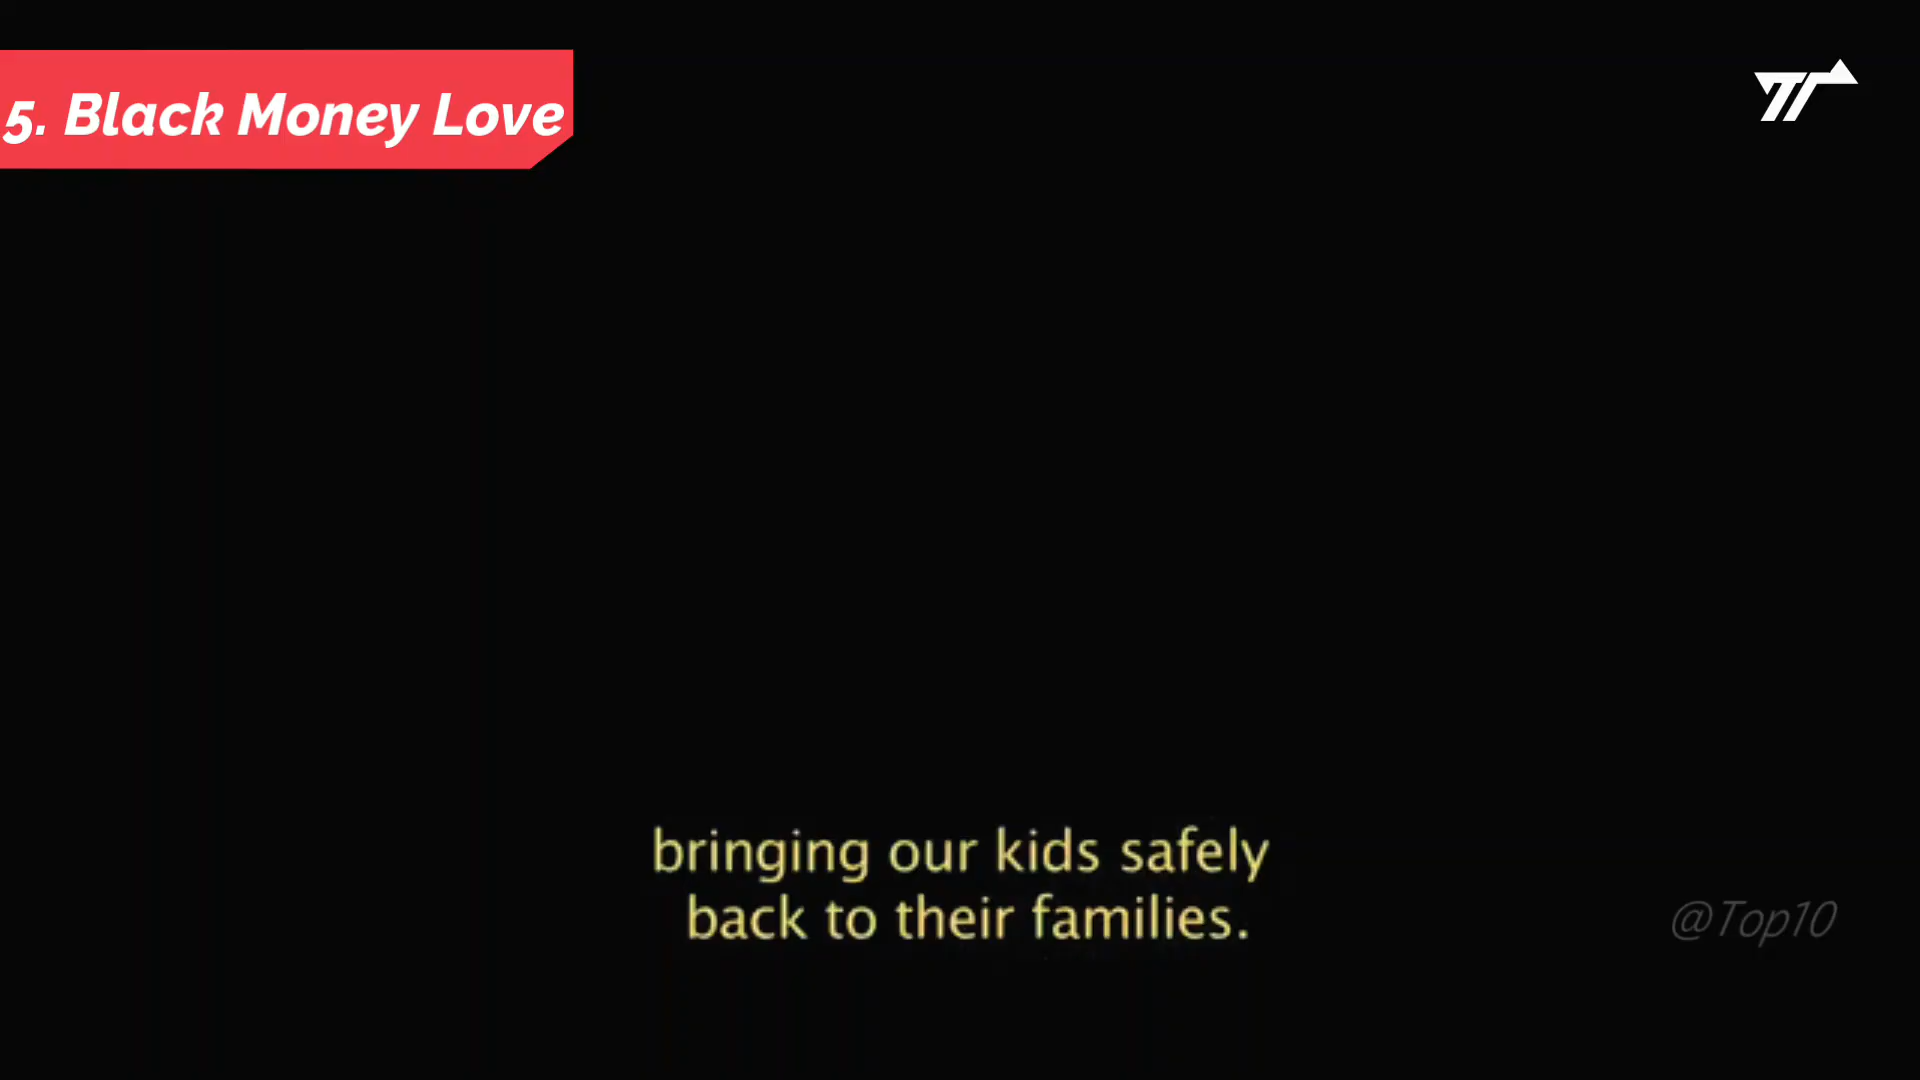 5. Black Money Love
bringing our kids safely
back to their families.
@Top10